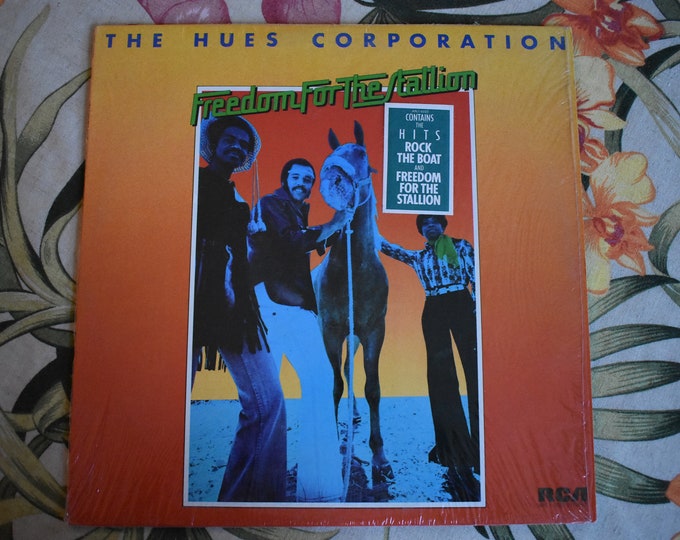 THE HUES CORPORATION
Freedom For The Stallion
CONTAINS
THE
HITS
ROCK
THE BOAT
AND
FREEDOM
FOR THE
STALLION
RCA